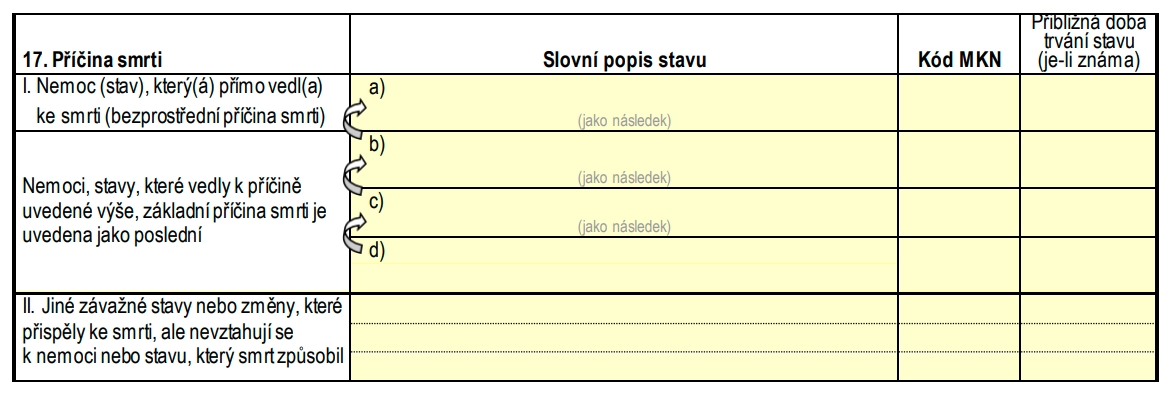 17. Příčina smrti
Slovní popis stavu
Kód MKN
Přibližná doba
trvání stavu
(je-li známa)
I. Nemoc (stav), který(á) přímo vedl(a)
ke smrti (bezprostřední příčina smrti)
a)
(jako následek)
Nemoci, stavy, které vedly k příčině
uvedené výše, základní příčina smrti je
uvedena jako poslední
b)
(jako následek)
c)
(jako následek)
d)
II. Jiné závažné stavy nebo změny, které
přispěly ke smrti, ale nevztahují se
k nemoci nebo stavu, který smrt způsobil